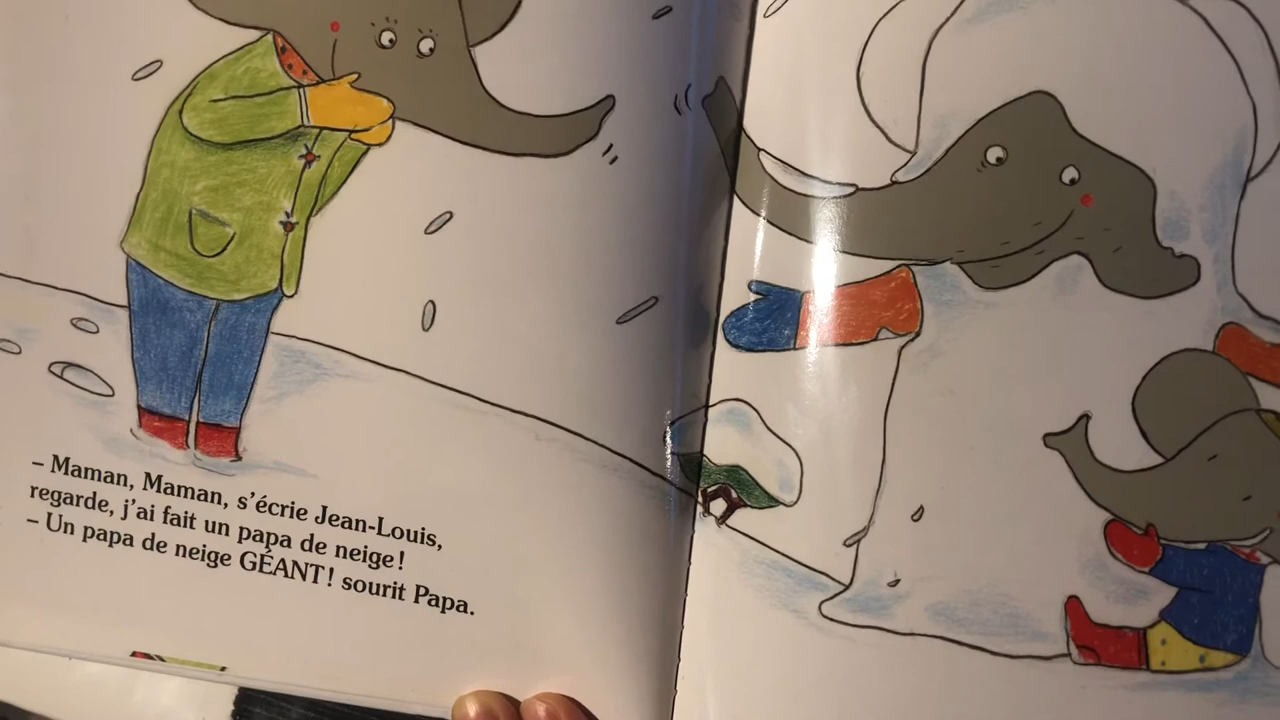 – Maman, Maman, s’écrie Jean-Louis,
regarde, j’ai fait un papa de neige !
– Un papa de neige GÉANT ! sourit Papa.